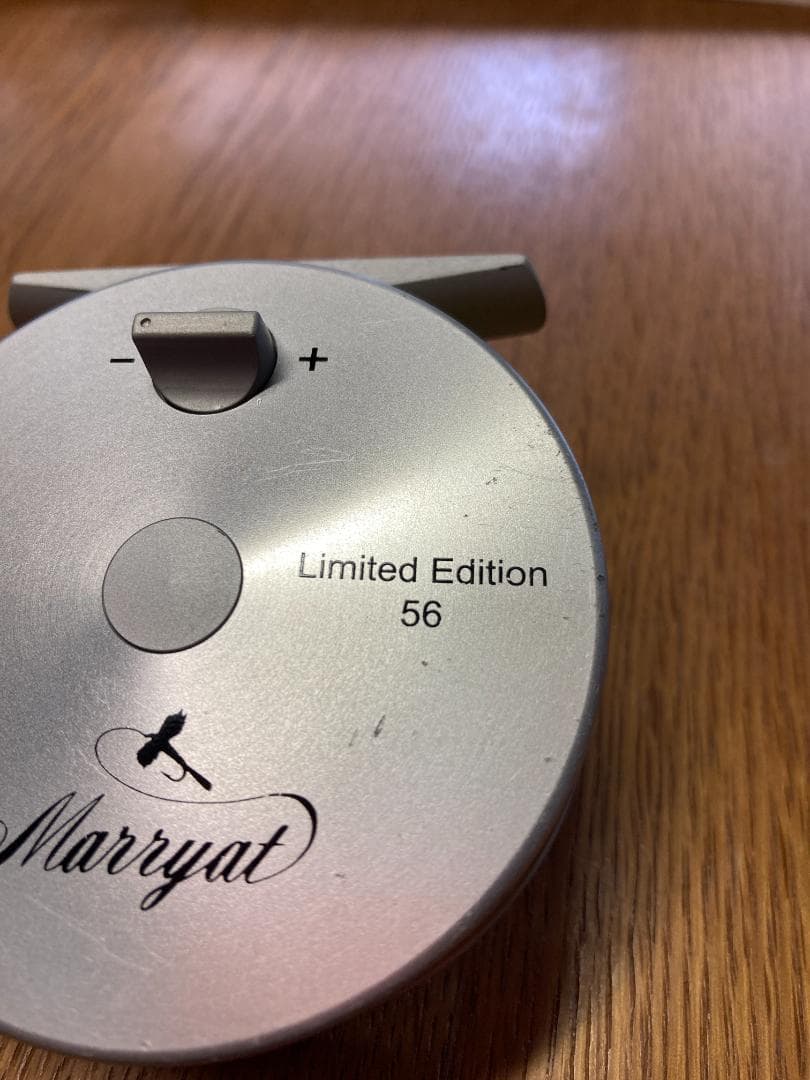 - +
Limited Edition
56
Marryat